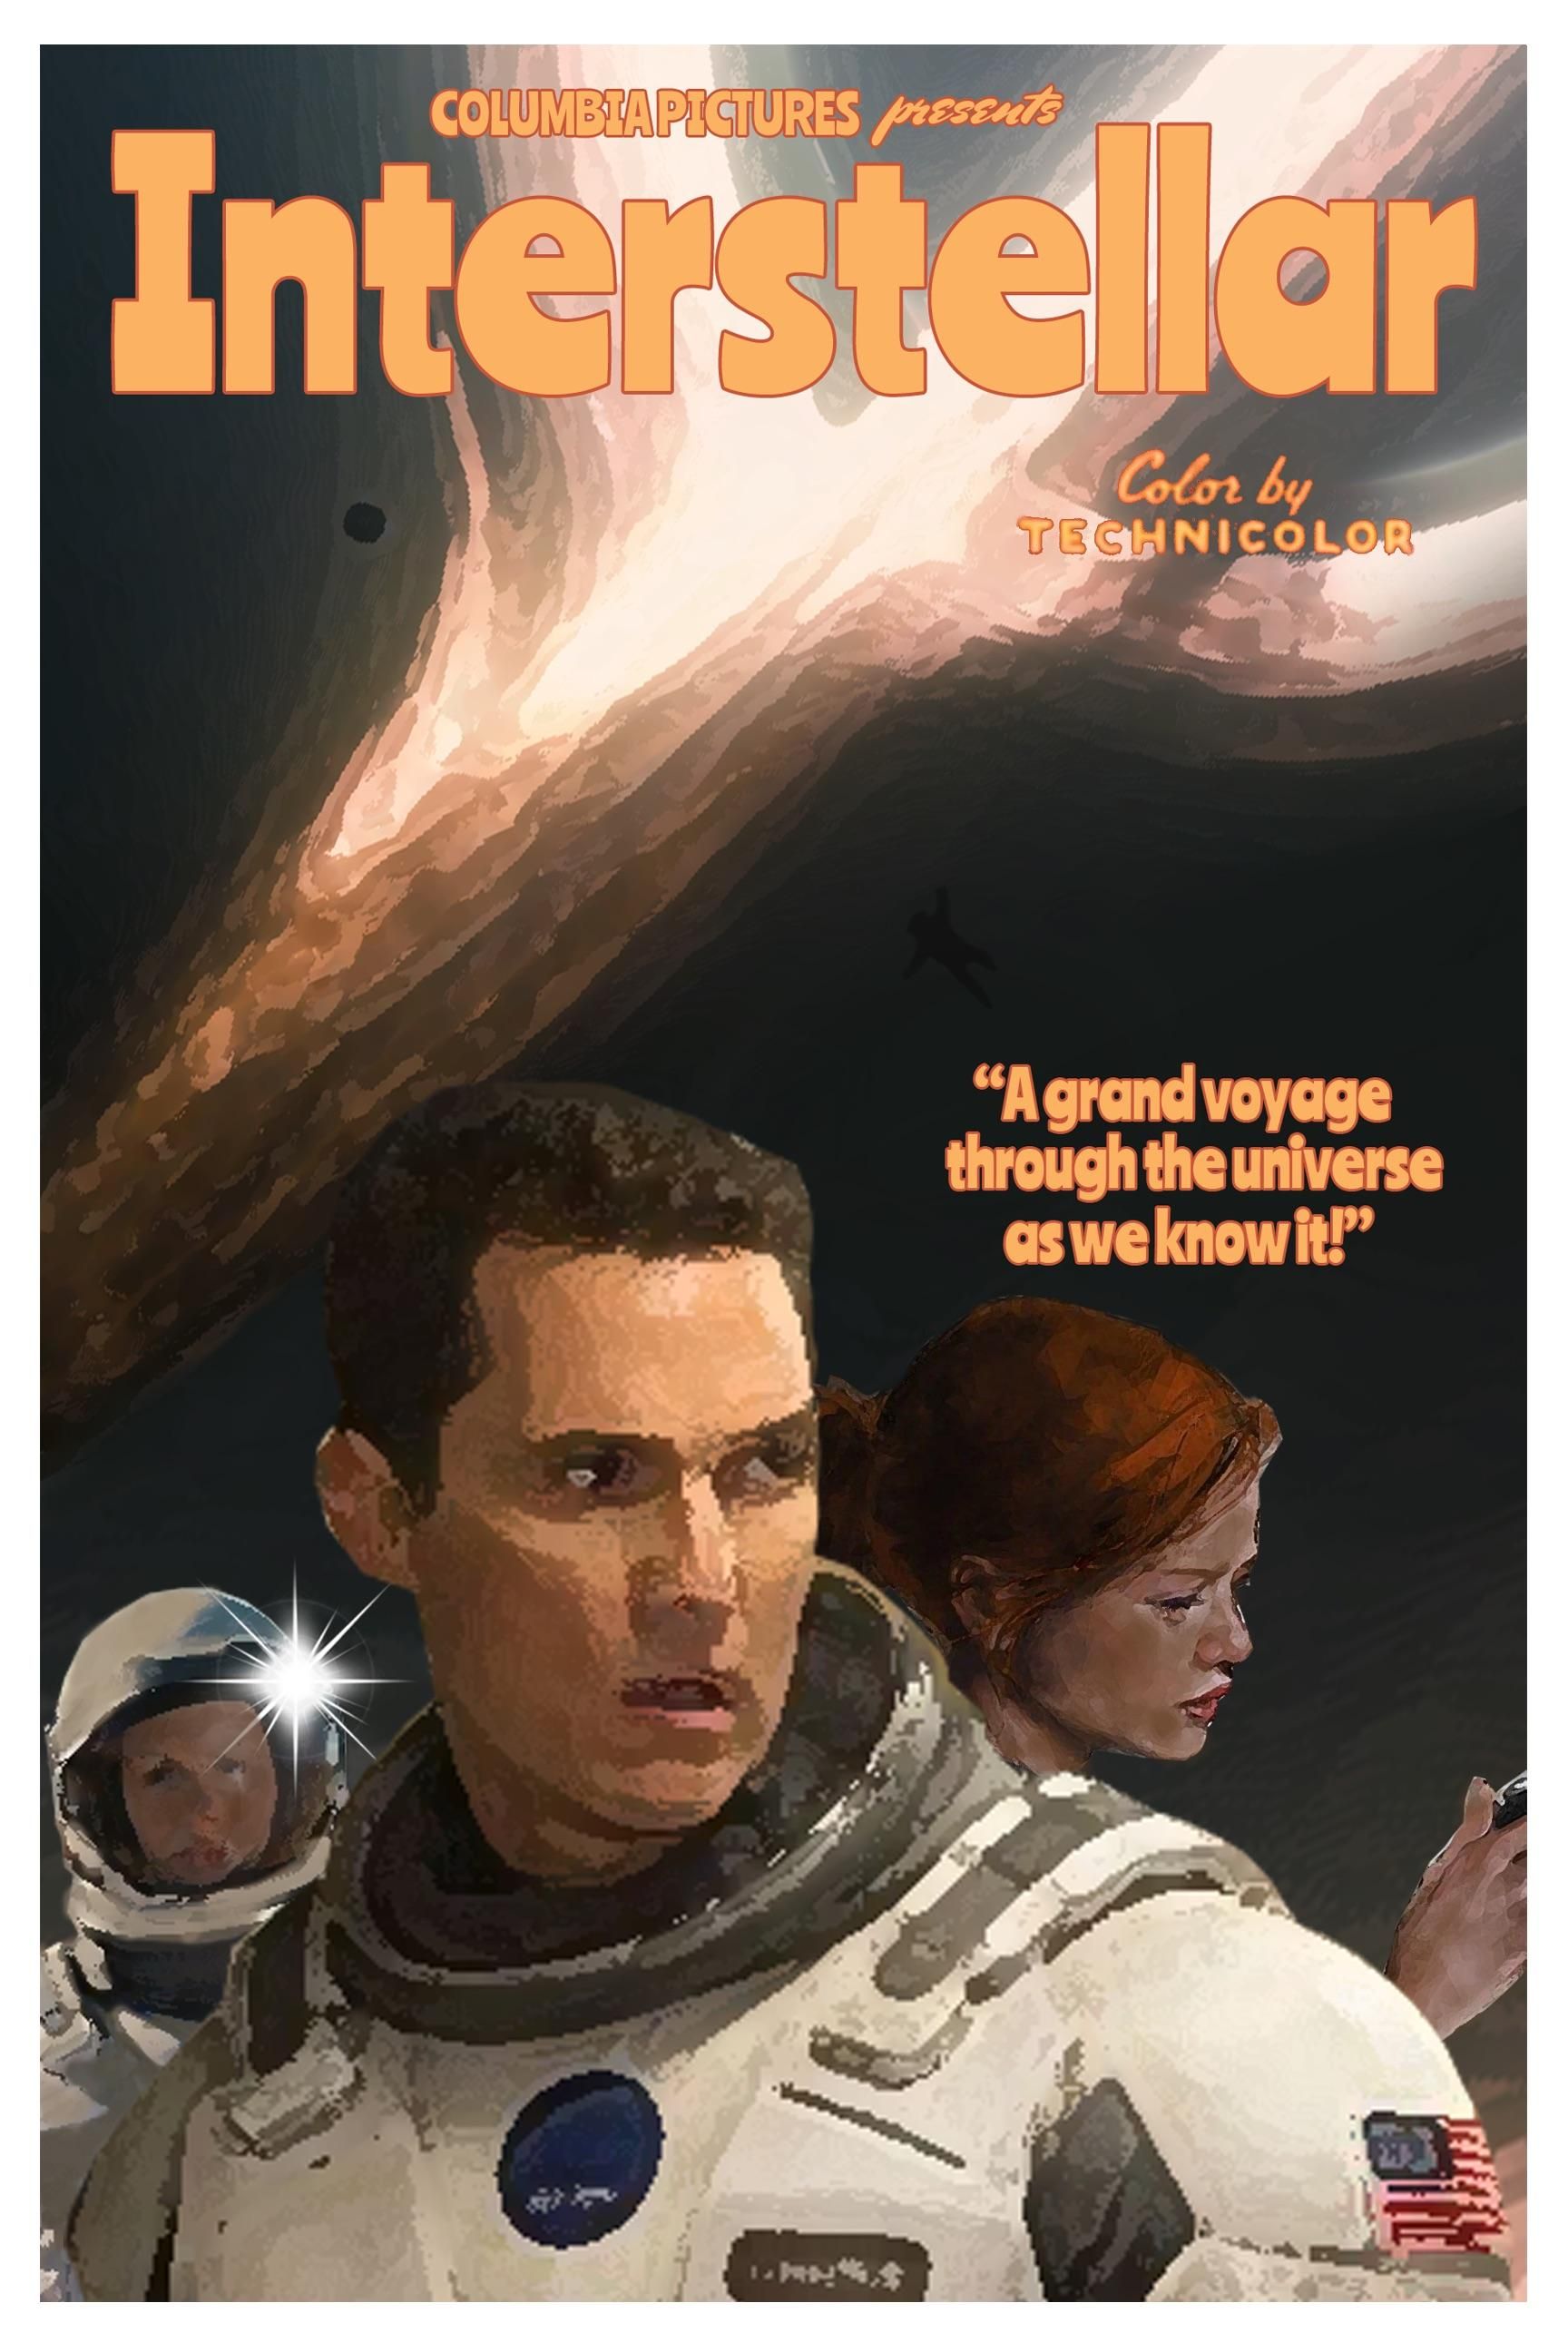 COLUMBIA PICTURES presents
Interstellar
Color by
TECHNICOLOR
“A grand voyage
through the universe
as we know it!”